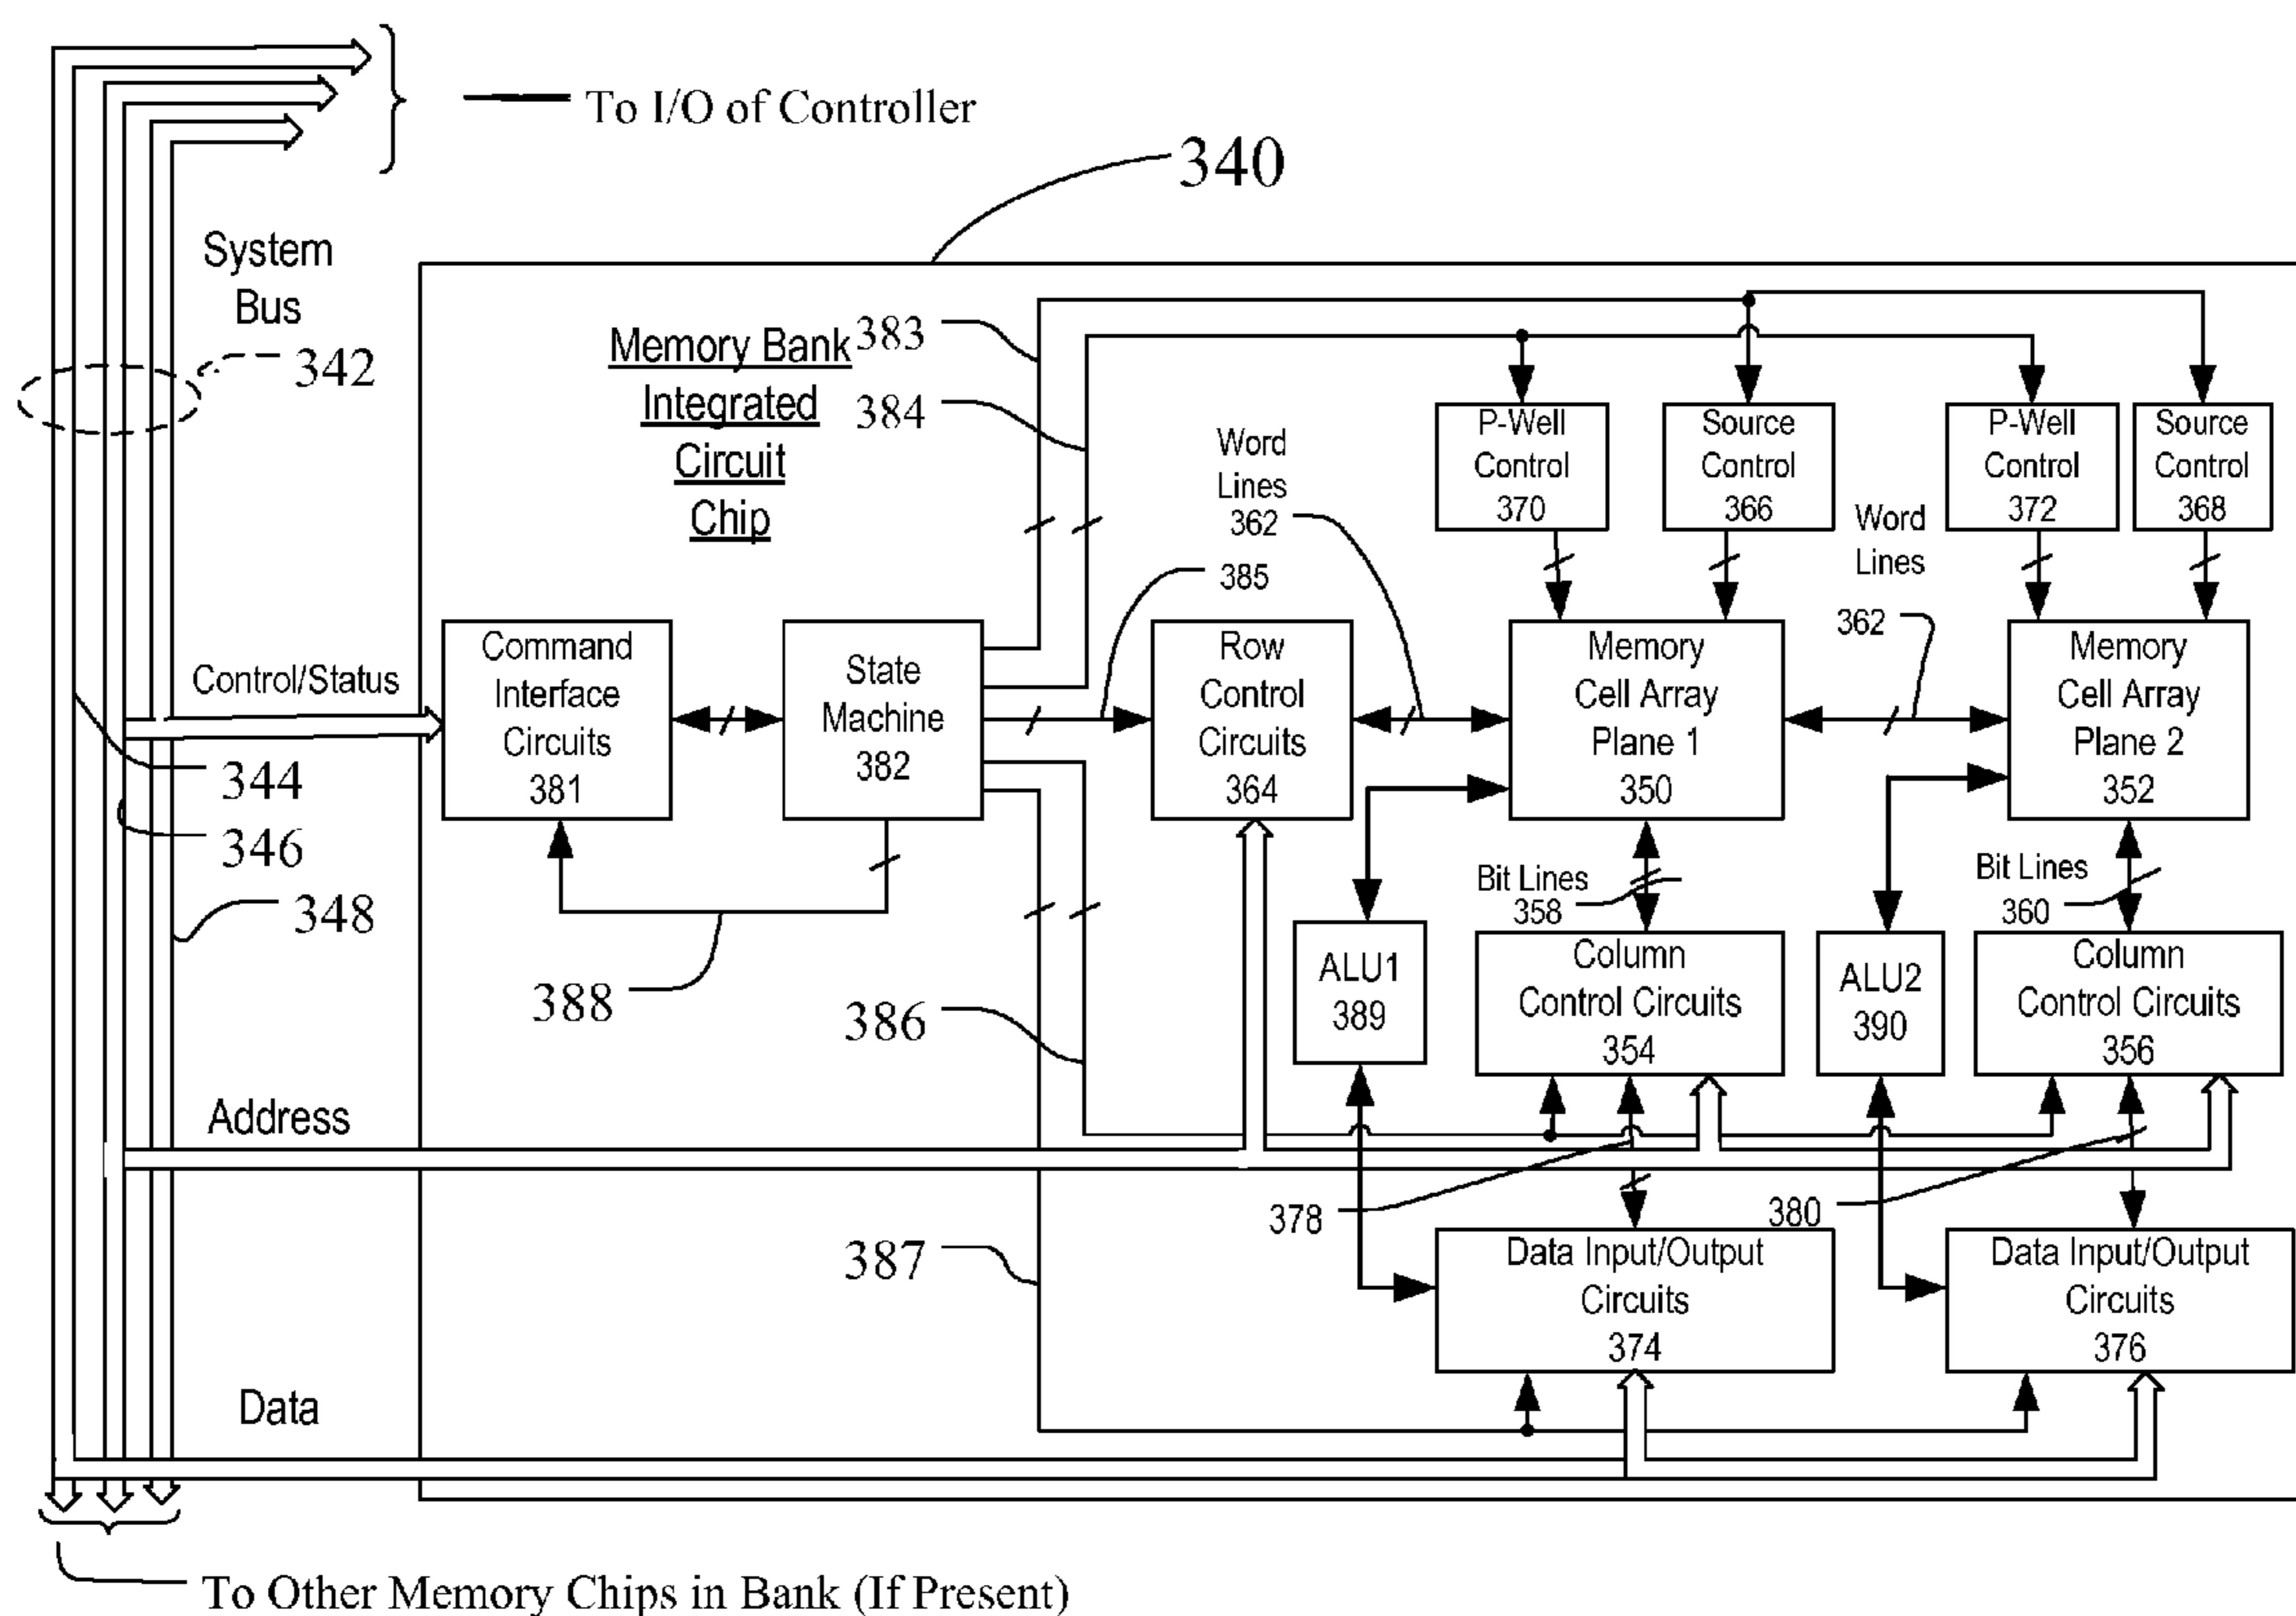 To I/O of Controller
340
System
Bus
342
Memory Bank
Integrated
Circuit
Chip
383
384
Word
Lines
362
385
P-Well
Control
370
Source
Control
366
P-Well
Control
372
Source
Control
368
Word
Lines
362
Control/Status
Command
Interface
Circuits
381
State
Machine
382
Row
Control
Circuits
364
Memory
Cell Array
Plane 1
350
Memory
Cell Array
Plane 2
352
344
346
348
388
386
Bit Lines
358
Bit Lines
360
ALU1
389
Column
Control Circuits
354
ALU2
390
Column
Control Circuits
356
Address
378
380
387
Data Input/Output
Circuits
374
Data Input/Output
Circuits
376
Data
To Other Memory Chips in Bank (If Present)